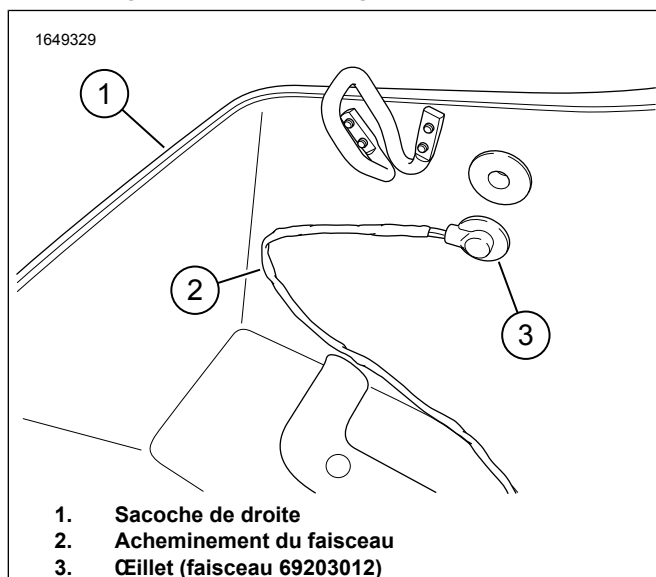 1649329
1
2
3
1. Sacoche de droite
2. Acheminement du faisceau
3. Œillet (faisceau 69203012)